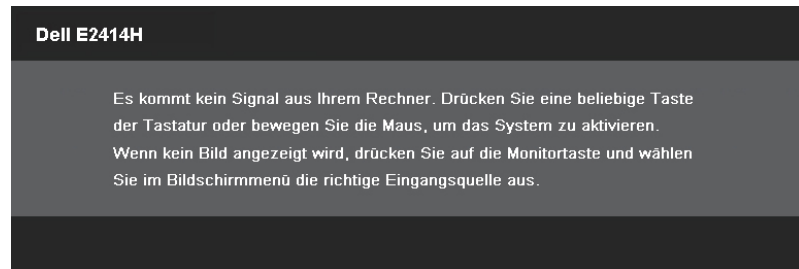 Dell E2414H
Es kommt kein Signal aus Ihrem Rechner. Drücken Sie eine beliebige Taste
der Tastatur oder bewegen Sie die Maus, um das System zu aktivieren.
Wenn kein Bild angezeigt wird, drücken Sie auf die Monitortaste und wählen
Sie im Bildschirmmenü die richtige Eingangsquelle aus.